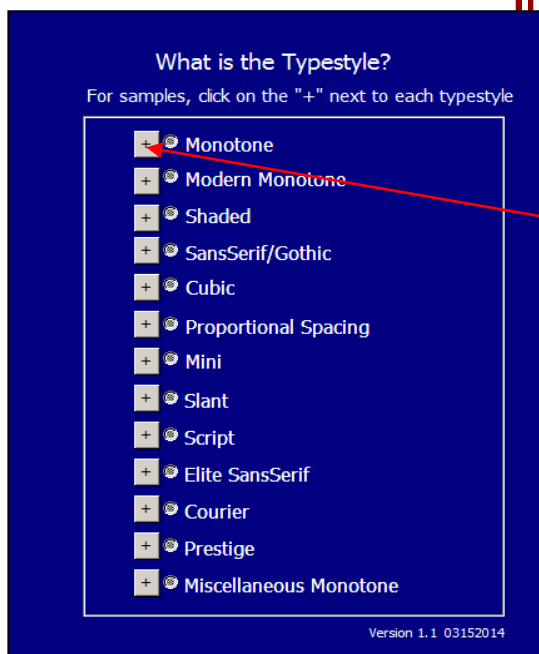 What is the Typestyle?
For samples, click on the "+" next to each typestyle
+ Monotone
+ Modern Monotone
+ Shaded
+ SansSerif/Gothic
+ Cubic
+ Proportional Spacing
+ Mini
+ Slant
+ Script
+ Elite SansSerif
+ Courier
+ Prestige
+ Miscellaneous Monotone
Version 1.1 03152014